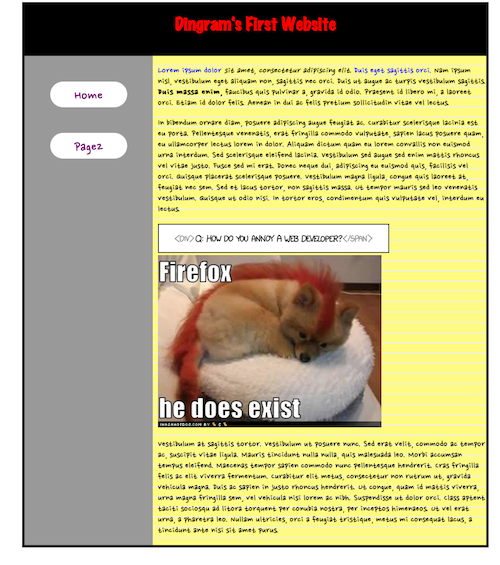 Dingram's First Website
Home
Page2
Lorem ipsum dolor sit amet, consectetur adipiscing elit. Duis eget sagittis orci. Nam ipsum
nisl, vestibulum eget aliquam non, sagittis nec orci. Duis ut augue ac turpis vestibulum sagittis.
Duis massa enim, faucibus quis pulvinar a, gravida id odio. Praesent id libero mi, a laoreet
orci. Etiam id dolor felis. Aenean in dui ac felis pretium sollicitudin vitae vel lectus.
In bibendum ornare diam, posuere adipiscing augue feugiat ac. Curabitur scelerisque lacinia est
eu porta. Pellentesque venenatis, erat fringilla commodo vulputate, sapien lacus posuere quam,
eu ullamcorper lectus lorem in dolor. Aliquam dictum quam eu lorem convallis non euismod
urna interdum. Sed scelerisque eleifend lacinia. Vestibulum sed augue sed enim mattis rhoncus
vel vitae justo. Fusce sed mi erat. Donec neque dui, adipiscing eu euismod quis, facilisis vel
orci. Quisque placerat scelerisque posuere. Vestibulum magna ligula, congue quis laoreet at,
feugiat nec sem. Sed et lacus tortor, non sagittis massa. Ut tempor mauris sed leo venenatis
vestibulum. Quisque ut odio nisi. In tortor eros, condimentum quis vulputate vel, interdum eu
lectus.
<DIV>Q: HOW DO YOU ANNOY A WEB DEVELOPER?</SPAN>
Firefox
he does exist
Vestibulum at sagittis tortor. Vestibulum ut posuere nunc. Sed erat velit, commodo ac tempor
ac, suscipit vitae ligula. Mauris tincidunt nulla nulla, quis malesuada leo. Morbi accumsan
tempus eleifend. Maecenas tempor sapien commodo nunc pellentesque hendrerit. Cras fringilla
felis ac elit viverra fermentum. Curabitur elit metus, consectetur non rutrum ut, gravida
vehicula magna. Duis ac sapien in justo rhoncus hendrerit. Ut congue, quam id mattis viverra,
urna magna fringilla sem, vel vehicula nisl lorem ac nibh. Suspendisse ut dolor orci. Class aptent
taciti sociosqu ad litora torquent per conubia nostra, per inceptos himenaeos. Ut vel erat
urna, a pharetra leo. Nullam ultricies, orci a feugiat tristique, metus mi consequat lacus, a
tincidunt ante nisi sit amet purus.